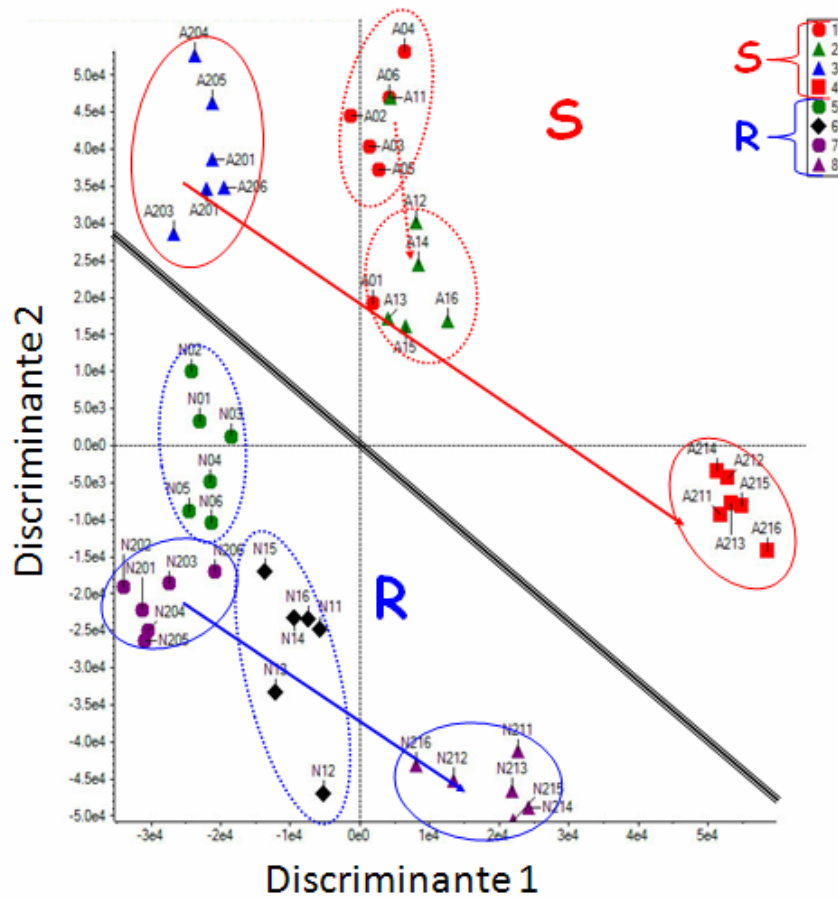 A04
5.0e4
A204
A205
A06
A11
4.5e4
A02
4.0e4
A03
A201
A05
3.5e4
A206
A201
3.0e4
A203
A12
2.5e4
A14
2.0e4
A01
A13
A16
1.5e4
A15
1.0e4
N02
5.0e3
N01
N03
0.0e0
N04
-5.0e3
N05
N06
-1.0e4
A214
A212
A215
A211
A213
A216
-1.5e4
N202
N201
N203
N206
N15
-2.0e4
N204
N16
N11
-2.5e4
N205
N14
-3.0e4
N13
-3.5e4
-4.0e4
N216
N212
N211
-4.5e4
N12
N213
N215
N214
-5.0e4
-3e4
-2e4
-1e4
0e0
1e4
2e4
3e4
4e4
5e4
Discriminante 1
Discriminante 2
S
R
S
R
1
2
3
4
5
6
7
8